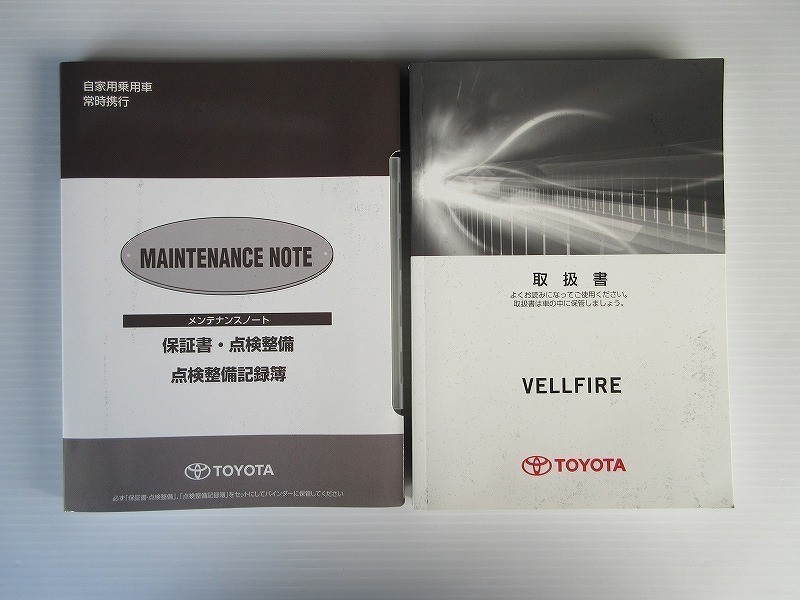 自家用乗用車
常時携行
MAINTENANCE NOTE
メンテナンスノート
保証書・点検整備
点検整備記録簿
TOYOTA
必ず「保証書・点検整備」、「点検整備記録簿」をセットにしてバインダーに保管してください
取扱書
よくお読みになってご使用ください。
取扱書は車の中に保管しましょう。
VELLFIRE
TOYOTA